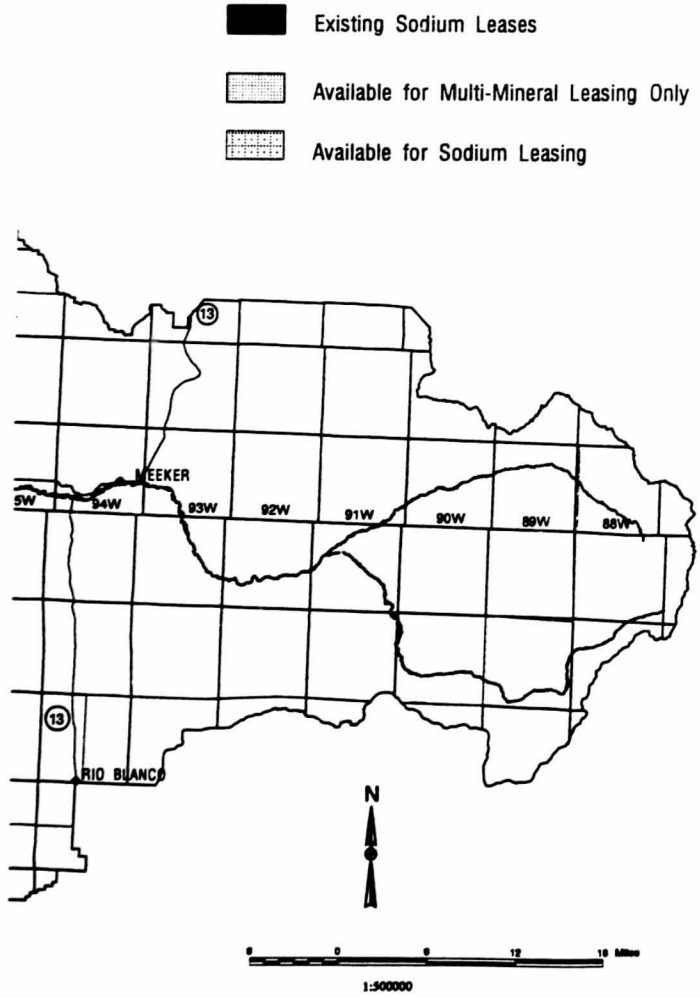 Existing Sodium Leases
Available for Multi-Mineral Leasing Only
Available for Sodium Leasing
13
MEEKER
5W 94W 93W 92W 91W 90W 89W 88W
13
RIO BLANCO
N
6 0 6 12 18 Miles
1:500000